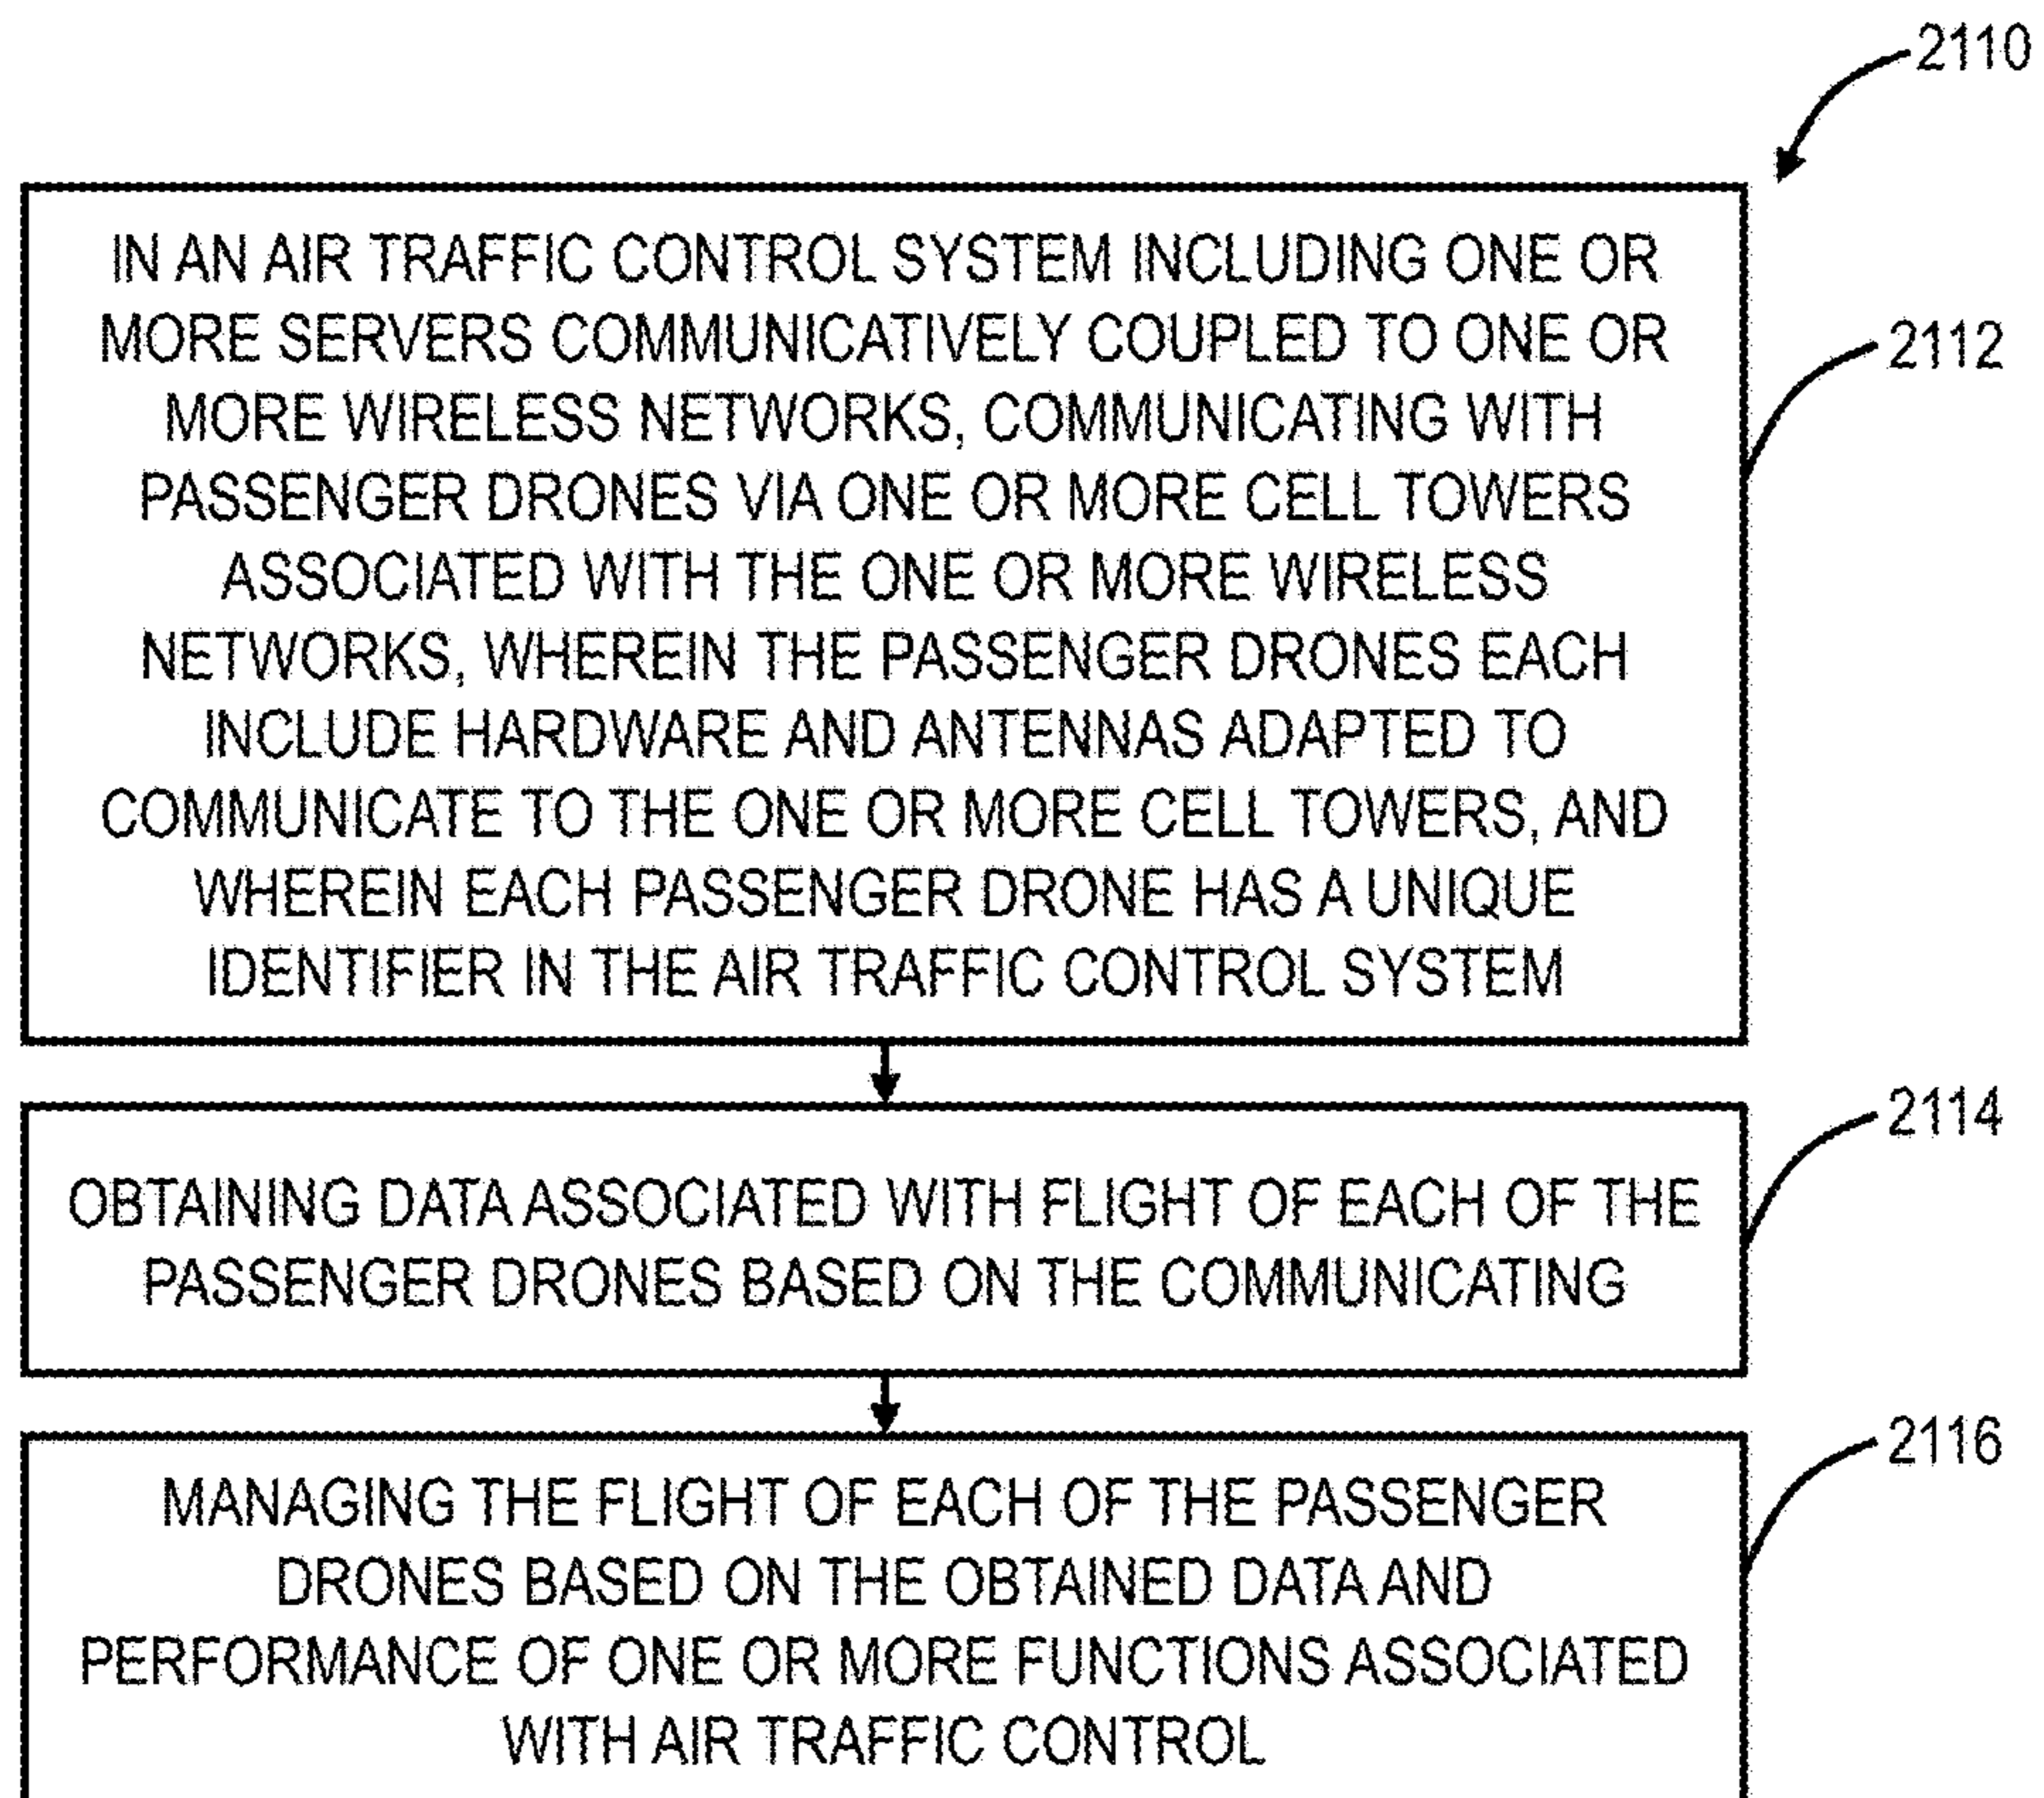 2110
IN AN AIR TRAFFIC CONTROL SYSTEM INCLUDING ONE OR
MORE SERVERS COMMUNICATIVELY COUPLED TO ONE OR
2112
MORE WIRELESS NETWORKS, COMMUNICATING WITH
PASSENGER DRONES VIA ONE OR MORE CELL TOWERS
ASSOCIATED WITH THE ONE OR MORE WIRELESS
NETWORKS, WHEREIN THE PASSENGER DRONES EACH
INCLUDE HARDWARE AND ANTENNAS ADAPTED TO
COMMUNICATE TO THE ONE OR MORE CELL TOWERS, AND
WHEREIN EACH PASSENGER DRONE HAS A UNIQUE
IDENTIFIER IN THE AIR TRAFFIC CONTROL SYSTEM
2114
OBTAINING DATA ASSOCIATED WITH FLIGHT OF EACH OF THE
PASSENGER DRONES BASED ON THE COMMUNICATING
2116
MANAGING THE FLIGHT OF EACH OF THE PASSENGER
DRONES BASED ON THE OBTAINED DATA AND
PERFORMANCE OF ONE OR MORE FUNCTIONS ASSOCIATED
WITH AIR TRAFFIC CONTROL